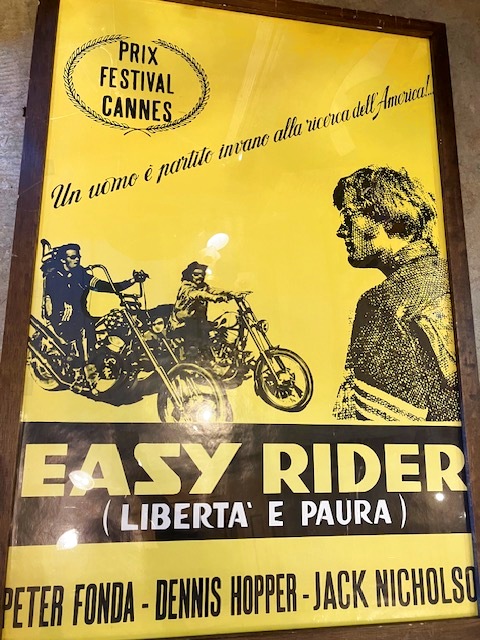 PRIX
FESTIVAL
CANNES
Un uomo è partito invano alla ricerca dell'America!..
EASY RIDER
( LIBERTA' E PAURA )
PETER FONDA - DENNIS HOPPER - JACK NICHOLSO